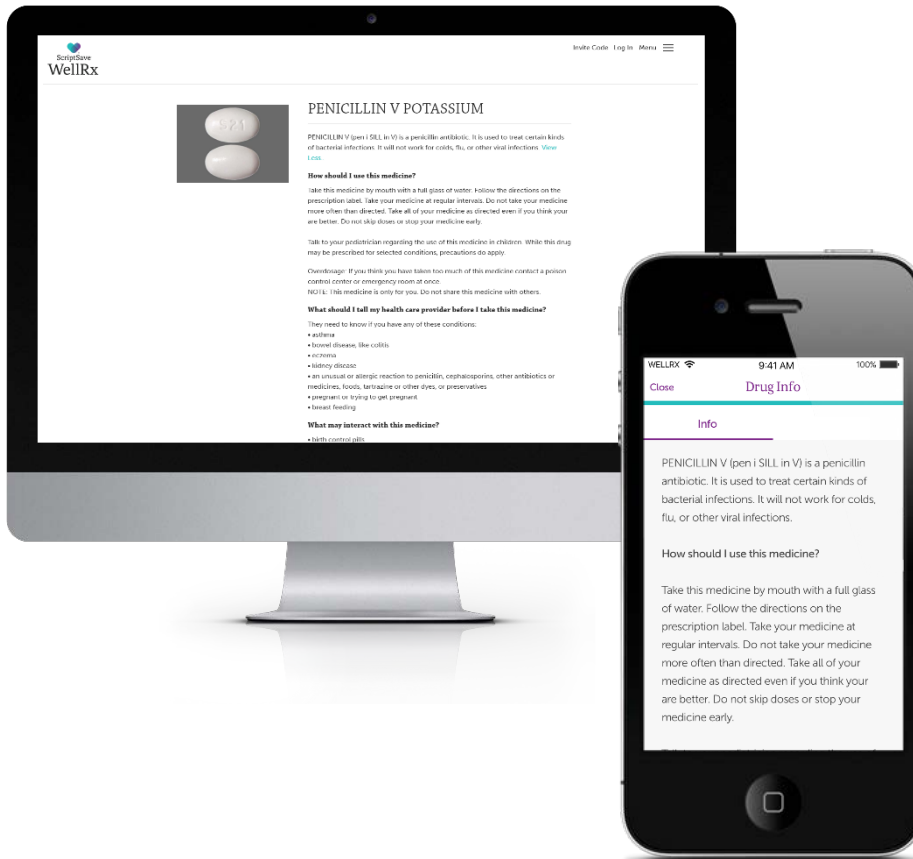 ScriptSave
WellRx
Invite Code Log In Menu
PENICILLIN V POTASSIUM
PENICILLIN V (pen i SILL in V) is a penicillin antibiotic. It is used to treat certain kinds
of bacterial infections. It will not work for colds, flu, or other viral infections. View
Less.
How should I use this medicine?
Take this medicine by mouth with a full glass of water. Follow the directions on the
prescription label. Take your medicine at regular intervals. Do not take your medicine
more often than directed. Take all of your medicine as directed even if you think your
are better. Do not skip doses or stop your medicine early.
Talk to your pediatrician regarding the use of this medicine in children. While this drug
may be prescribed for selected conditions, precautions do apply.
Overdosage: If you think you have taken too much of this medicine contact a poison
control center or emergency room at once.
NOTE: This medicine is only for you. Do not share this medicine with others.
What should I tell my health care provider before I take this medicine?
They need to know if you have any of these conditions:
• asthma
• bowel disease, like colitis
• eczema
• kidney disease
• an unusual or allergic reaction to penicillin, cephalosporins, other antibiotics or
medicines, foods, tartrazine or other dyes, or preservatives
• pregnant or trying to get pregnant
• breast feeding
What may interact with this medicine?
• birth control pills
WELLRX 9:41 AM 100%
Close Drug Info
Info
PENICILLIN V (pen i SILL in V) is a penicillin
antibiotic. It is used to treat certain kinds of
bacterial infections. It will not work for colds,
flu, or other viral infections.
How should I use this medicine?
Take this medicine by mouth with a full glass
of water. Follow the directions on the
prescription label. Take your medicine at
regular intervals. Do not take your medicine
more often than directed. Take all of your
medicine as directed even if you think your
are better. Do not skip doses or stop your
medicine early.